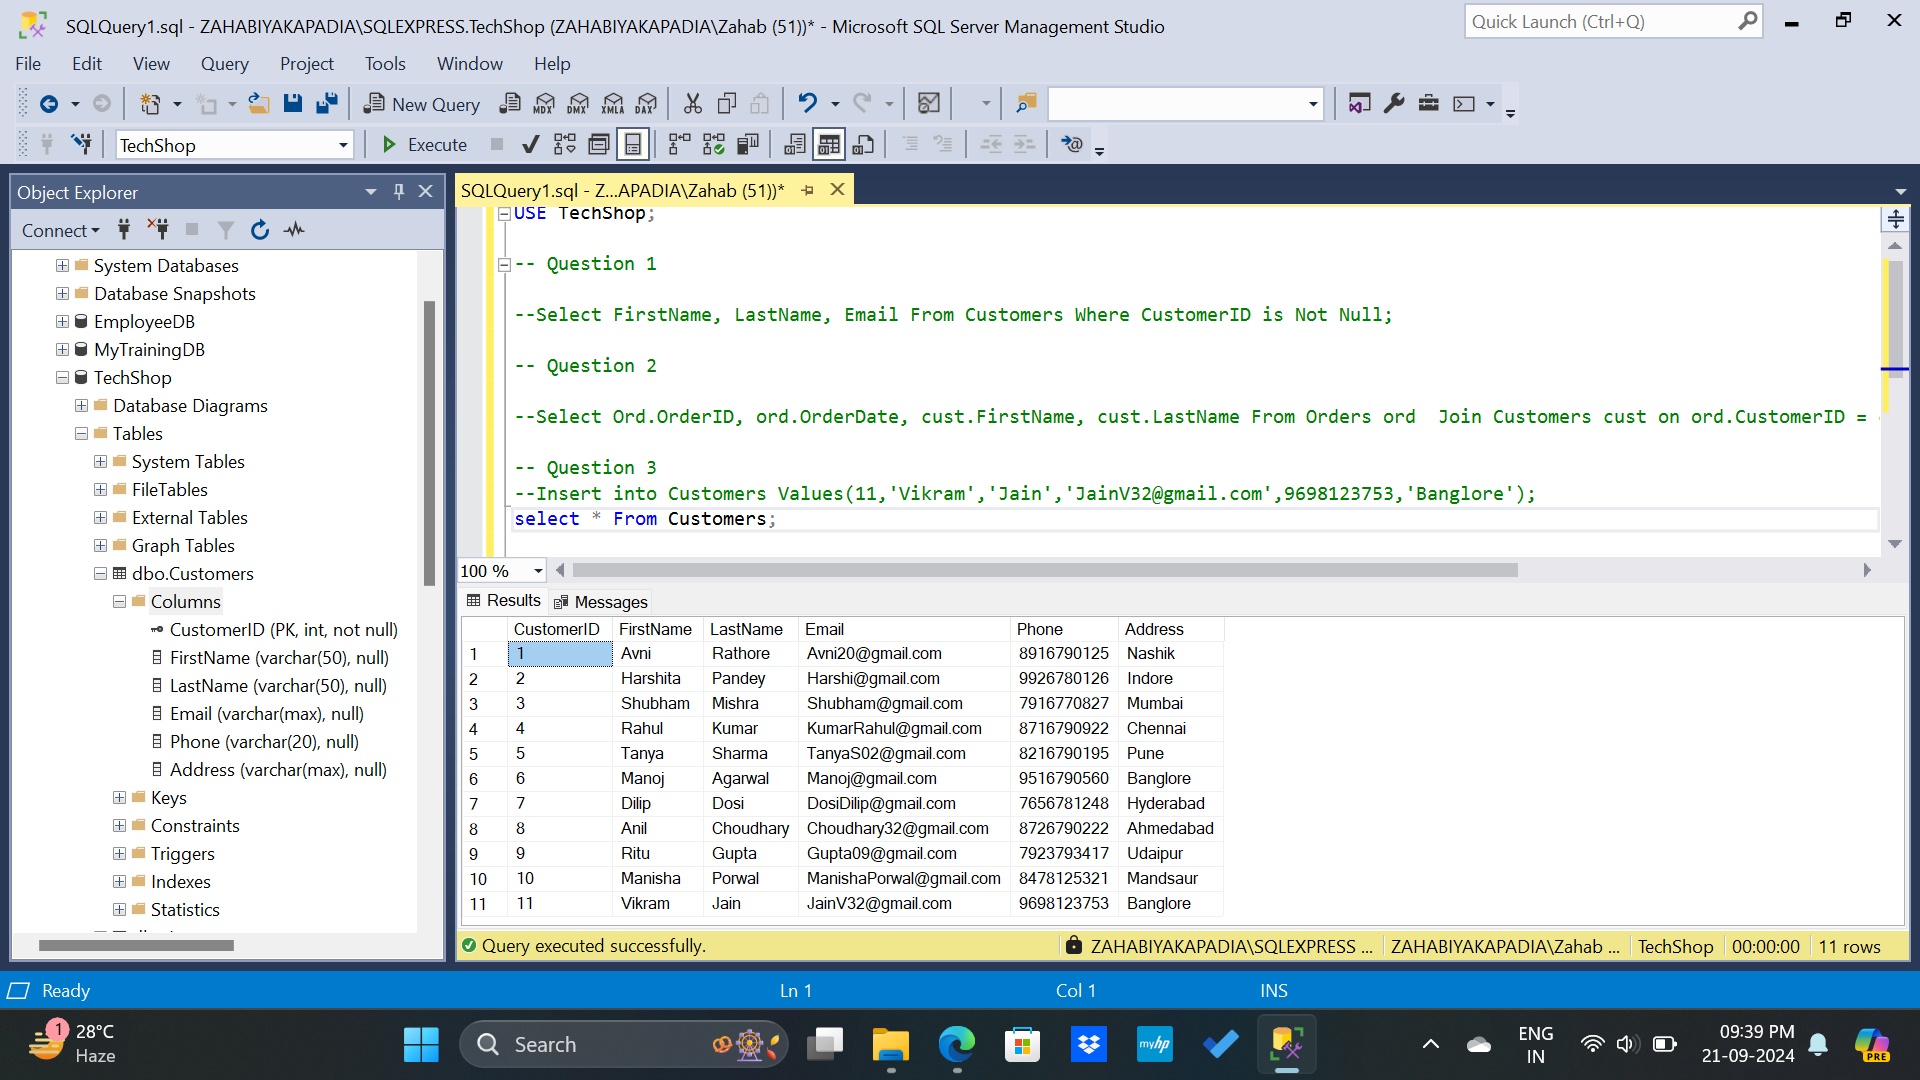 SQLQuery1.sql - ZAHABIYAKAPADIA\SQLEXPRESS.TechShop (ZAHABIYAKAPADIA\Zahab (51))* - Microsoft SQL Server Management Studio
Quick Launch (Ctrl+Q)
File Edit View Query Project Tools Window Help
New Query MDX DMX XMLA DAX
TechShop Execute
Object Explorer
Connect
System Databases
Database Snapshots
EmployeeDB
MyTrainingDB
TechShop
Database Diagrams
Tables
System Tables
FileTables
External Tables
Graph Tables
dbo.Customers
Columns
CustomerID (PK, int, not null)
FirstName (varchar(50), null)
LastName (varchar(50), null)
Email (varchar(max), null)
Phone (varchar(20), null)
Address (varchar(max), null)
Keys
Constraints
Triggers
Indexes
Statistics
SQLQuery1.sql - Z...APADIA\Zahab (51))*
USE TechShop;
-- Question 1
--Select FirstName, LastName, Email From Customers Where CustomerID is Not Null;
-- Question 2
--Select Ord.OrderID, ord.OrderDate, cust.FirstName, cust.LastName From Orders ord  Join Customers cust on ord.CustomerID =
-- Question 3
--Insert into Customers Values(11,'Vikram','Jain','JainV32@gmail.com',9698123753,'Banglore');
select * From Customers;
100 %
Results Messages
CustomerID FirstName LastName Email Phone Address
1 1 Avni Rathore Avni20@gmail.com 8916790125 Nashik
2 2 Harshita Pandey Harshi@gmail.com 9926780126 Indore
3 3 Shubham Mishra Shubham@gmail.com 7916770827 Mumbai
4 4 Rahul Kumar KumarRahul@gmail.com 8716790922 Chennai
5 5 Tanya Sharma TanyaS02@gmail.com 8216790195 Pune
6 6 Manoj Agarwal Manoj@gmail.com 9516790560 Banglore
7 7 Dilip Dosi DosiDilip@gmail.com 7656781248 Hyderabad
8 8 Anil Choudhary Choudhary32@gmail.com 8726790222 Ahmedabad
9 9 Ritu Gupta Gupta09@gmail.com 7923793417 Udaipur
10 10 Manisha Porwal ManishaPorwal@gmail.com 8478125321 Mandsaur
11 11 Vikram Jain JainV32@gmail.com 9698123753 Banglore
Query executed successfully. ZAHABIYAKAPADIA\SQLEXPRESS ... ZAHABIYAKAPADIA\Zahab ... TechShop 00:00:00 11 rows
Ready Ln 1 Col 1 INS
1 28°C
Haze
Search
myhp
ENG
IN
09:39 PM
21-09-2024
PRE